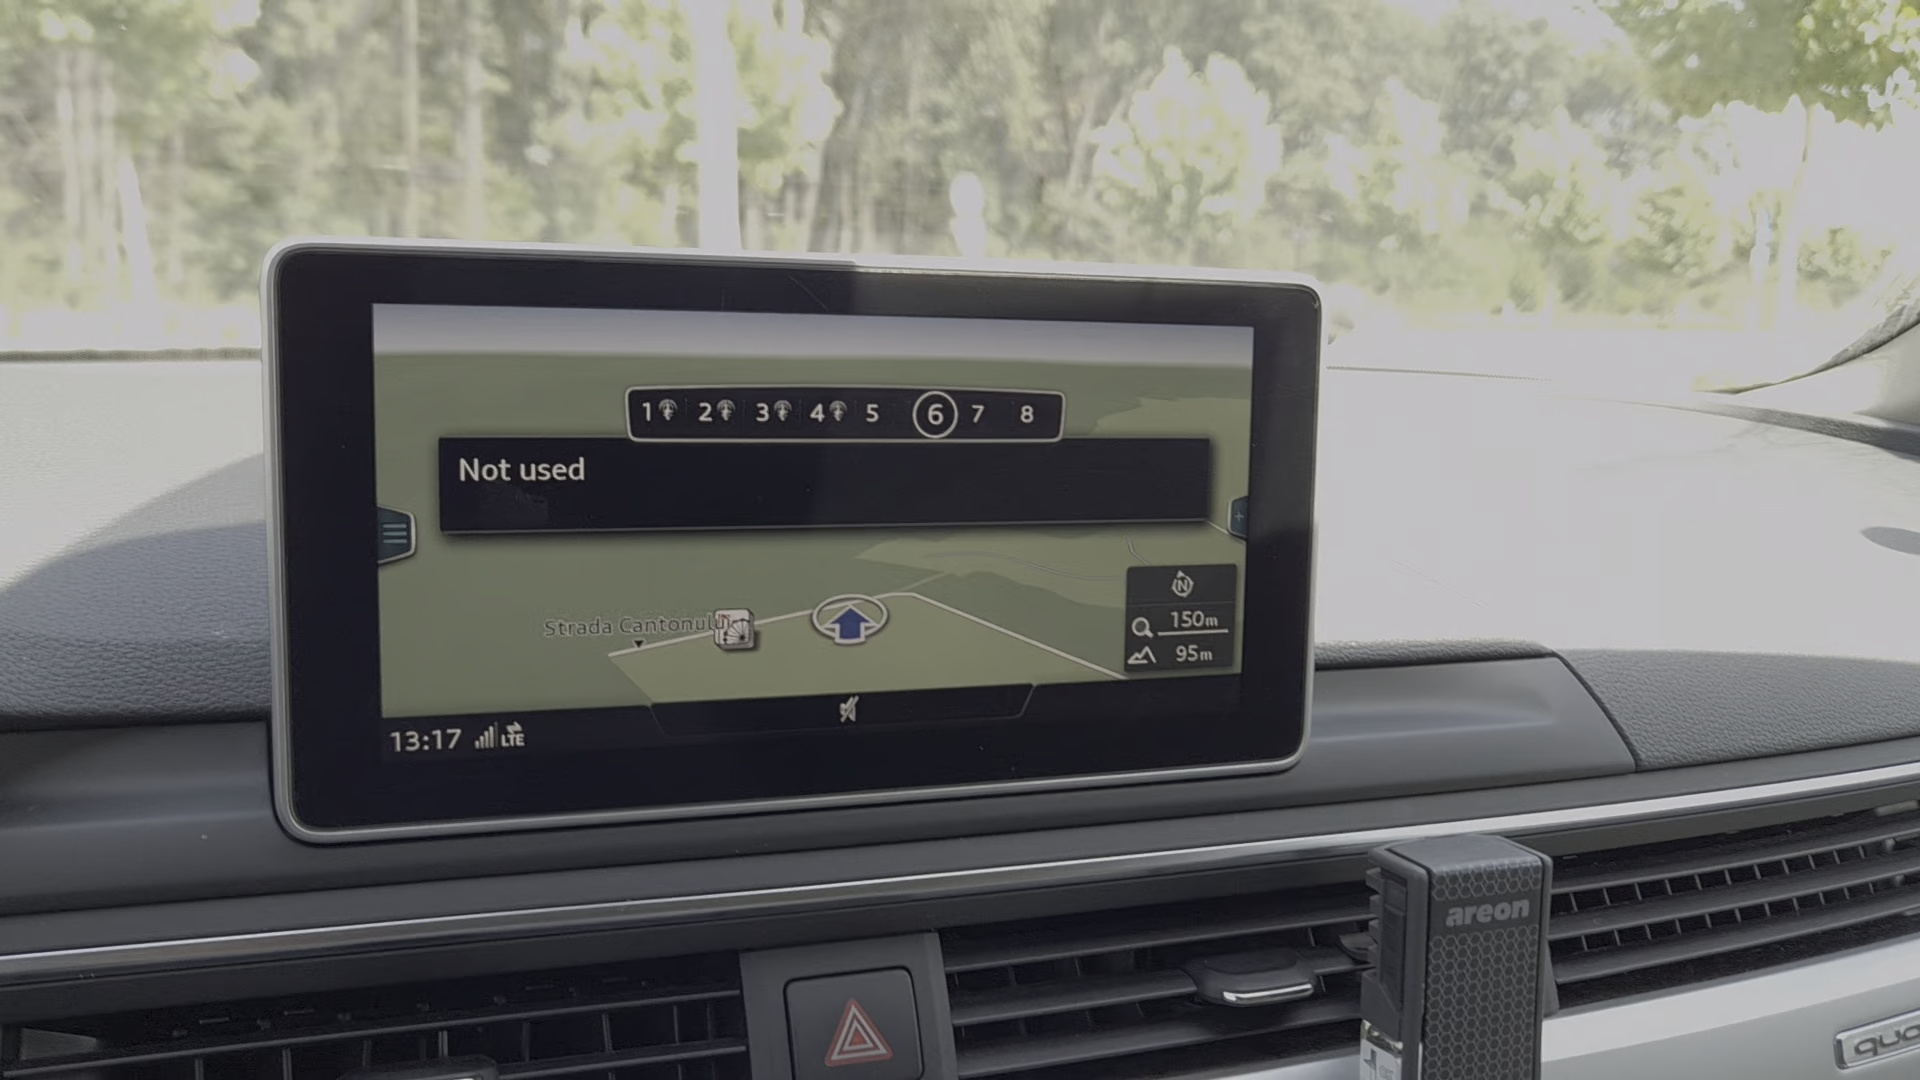 1 2 3 4 5 6 7 8
Not used
Strada Cantonului
N
150m
95m
13:17 LTE
areon